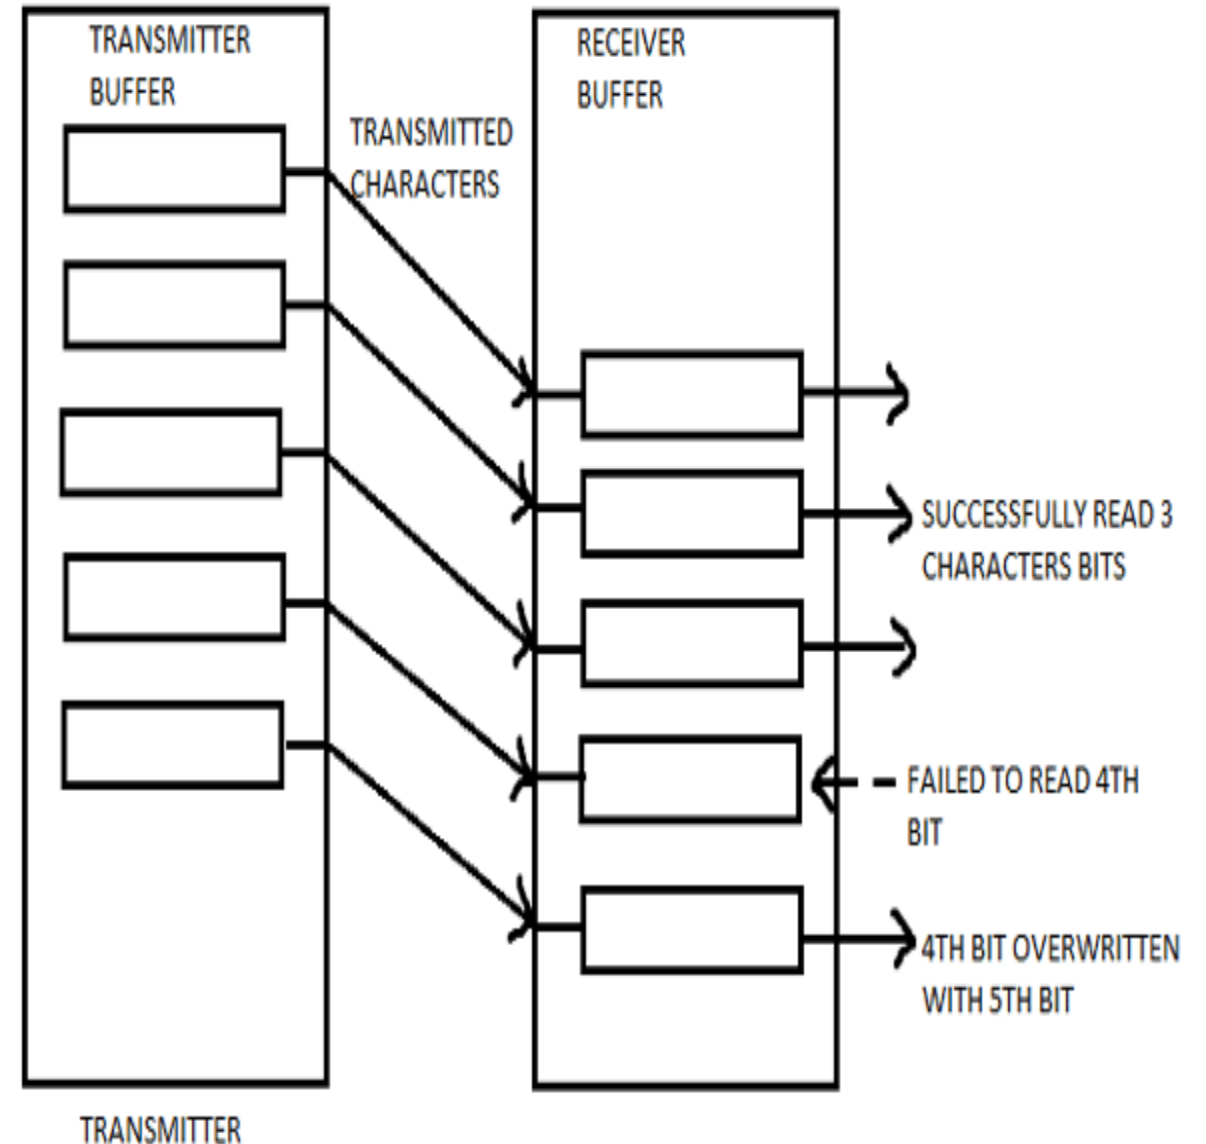 TRANSMITTER
BUFFER
TRANSMITTED
CHARACTERS
RECEIVER
BUFFER
SUCCESSFULLY READ 3
CHARACTERS BITS
FAILED TO READ 4TH
BIT
4TH BIT OVERWRITTEN
WITH 5TH BIT
TRANSMITTER